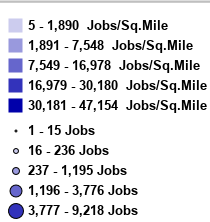 5 - 1,890 Jobs/Sq.Mile
1,891 - 7,548 Jobs/Sq.Mile
7,549 - 16,978 Jobs/Sq.Mile
16,979 - 30,180 Jobs/Sq.Mile
30,181 - 47,154 Jobs/Sq.Mile
1 - 15 Jobs
16 - 236 Jobs
237 - 1,195 Jobs
1,196 - 3,776 Jobs
3,777 - 9,218 Jobs